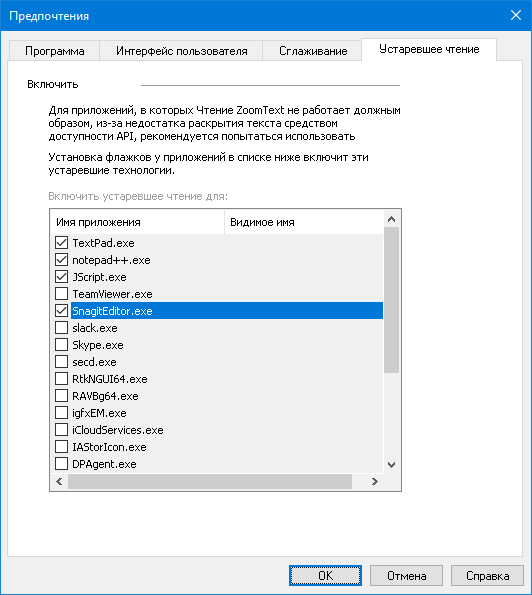 Предпочтения
Программа
Интерфейс пользователя
Сглаживание
Устаревшее чтение
Включить
Для приложений, в которых Чтение ZoomText не работает должным
образом, из-за недостатка раскрытия текста средством
доступности API, рекомендуется попытаться использовать
Установка флажков у приложений в списке ниже включит эти
устаревшие технологии.
Включить устаревшее чтение для:
Имя приложения
Видимое имя
TextPad.exe
notepad++.exe
JScript.exe
TeamViewer.exe
SnagitEditor.exe
slack.exe
Skype.exe
secd.exe
RtkNGUI64.exe
RAVBg64.exe
igfxEM.exe
iCloudServices.exe
IAStorIcon.exe
DPAgent.exe
OK
Отмена
Справка